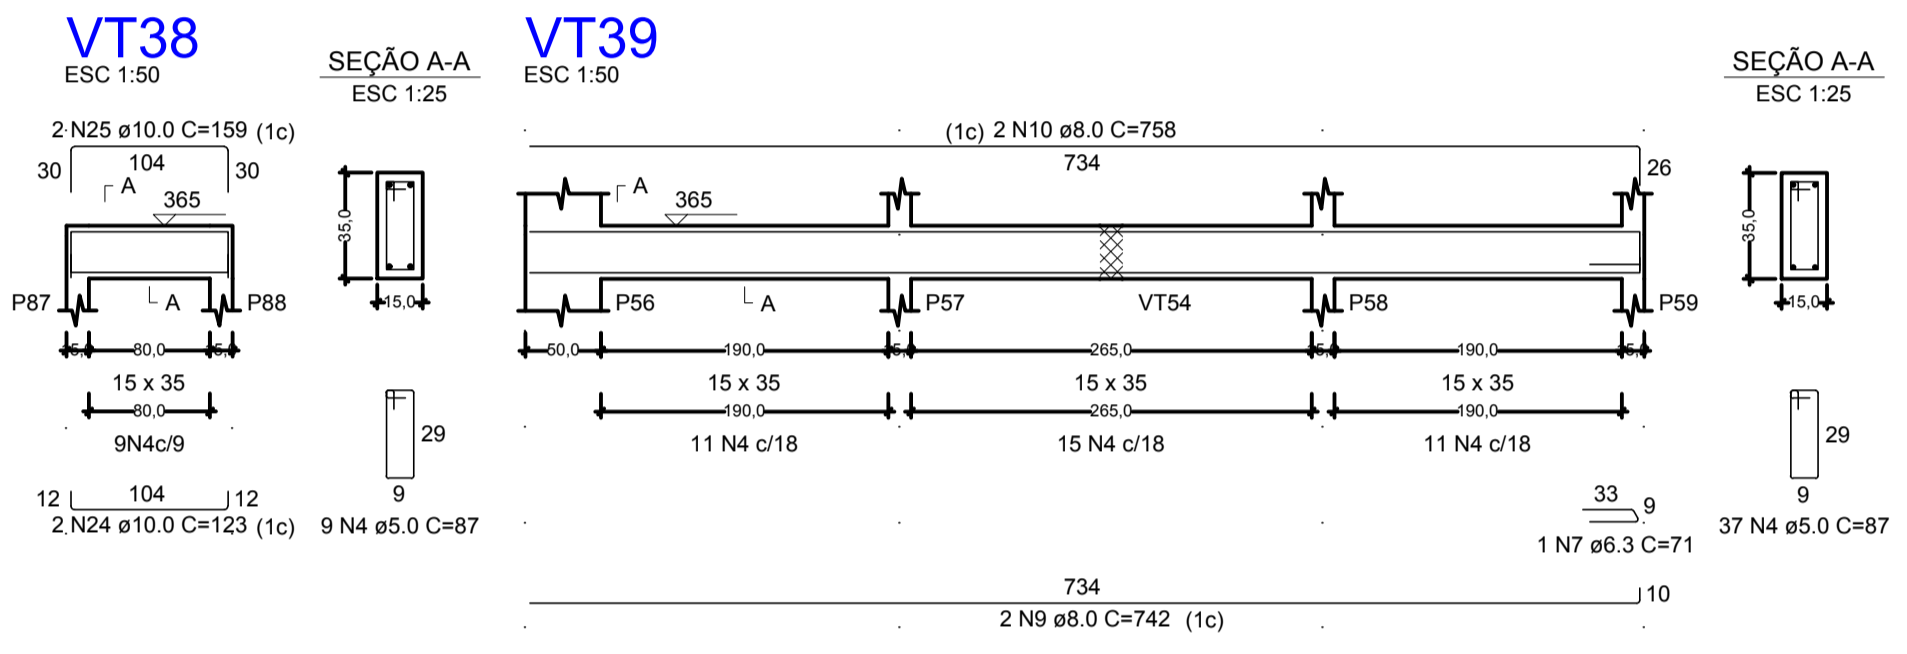 VT38
ESC 1:50
SEÇÃO A-A
ESC 1:25
2 N25 ø10.0 C=159 (1c)
30 104 30
A
365
35,0
15,0
P87 A P88
80,0
15 x 35
80,0
9N4c/9
29
9
12 104 12
2 N24 ø10.0 C=123 (1c)
9 N4 ø5.0 C=87
VT39
ESC 1:50
SEÇÃO A-A
ESC 1:25
(1c) 2 N10 ø8.0 C=758
734
26
A
365
35,0
15,0
P56 A P57 VT54 P58 P59
50,0 190,0 265,0 190,0
15 x 35 15 x 35 15 x 35
190,0 265,0 190,0
11 N4 c/18 15 N4 c/18 11 N4 c/18
29
9
33
9
1 N7 ø6.3 C=71
37 N4 ø5.0 C=87
734
10
2 N9 ø8.0 C=742 (1c)